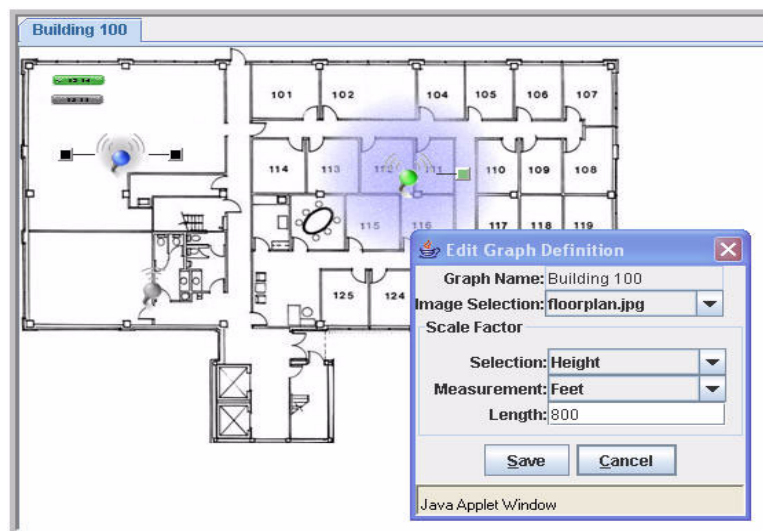 Building 100
101
102
104
105
106
107
114
113
112
111
110
109
108
115
116
117
118
119
125
124
Edit Graph Definition
Graph Name: Building 100
Image Selection: floorplan.jpg
Scale Factor
Selection: Height
Measurement: Feet
Length: 800
Save
Cancel
Java Applet Window